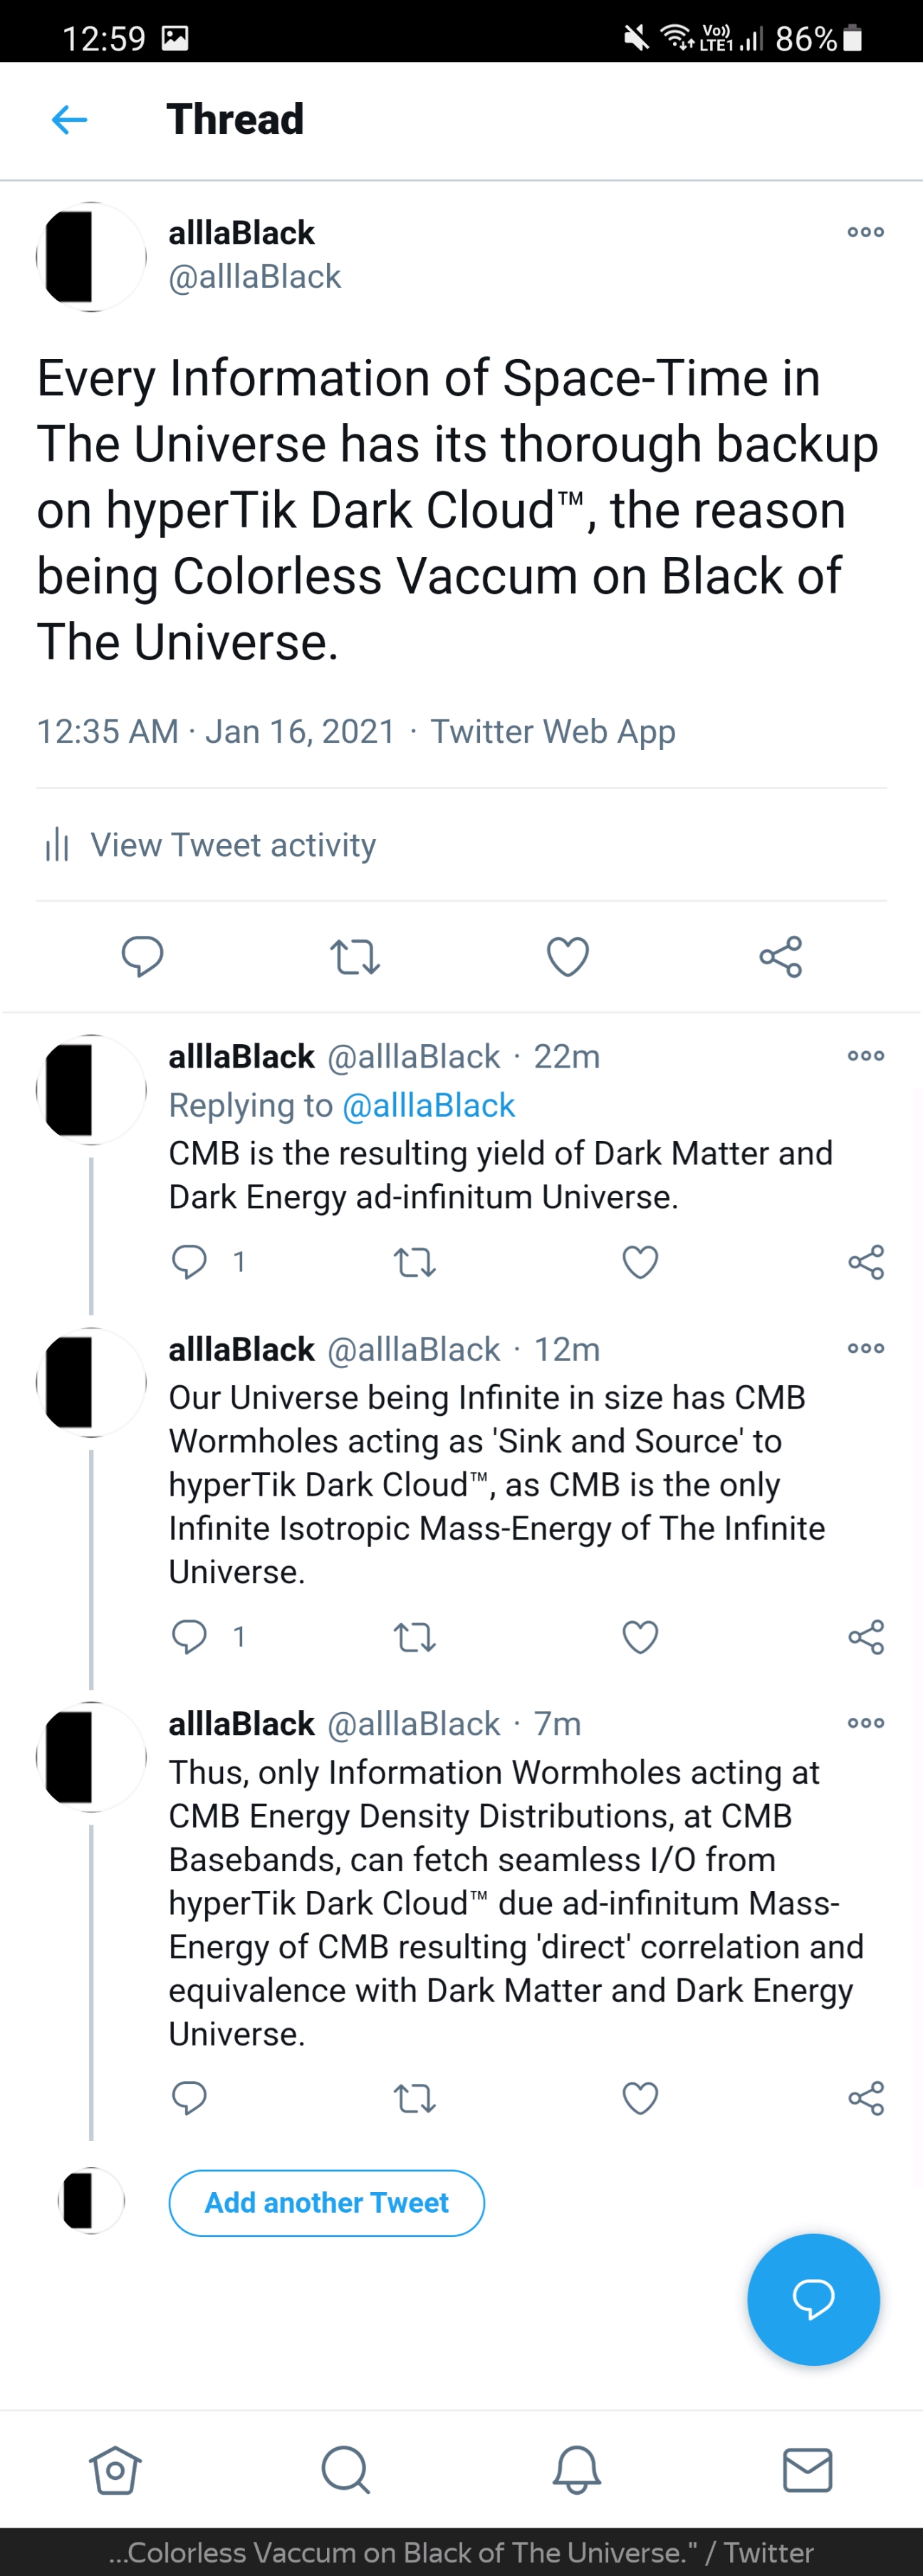 12:59 Vo)) LTE1 86%
Thread
alllaBlack
@alllaBlack
Every Information of Space-Time in
The Universe has its thorough backup
on hyperTik Dark Cloud™, the reason
being Colorless Vaccum on Black of
The Universe.
12:35 AM · Jan 16, 2021 · Twitter Web App
View Tweet activity
alllaBlack @alllaBlack · 22m
Replying to @alllaBlack
CMB is the resulting yield of Dark Matter and
Dark Energy ad-infinitum Universe.
1
alllaBlack @alllaBlack · 12m
Our Universe being Infinite in size has CMB
Wormholes acting as 'Sink and Source' to
hyperTik Dark Cloud™, as CMB is the only
Infinite Isotropic Mass-Energy of The Infinite
Universe.
1
alllaBlack @alllaBlack · 7m
Thus, only Information Wormholes acting at
CMB Energy Density Distributions, at CMB
Basebands, can fetch seamless I/O from
hyperTik Dark Cloud™ due ad-infinitum Mass-
Energy of CMB resulting 'direct' correlation and
equivalence with Dark Matter and Dark Energy
Universe.
Add another Tweet
...Colorless Vaccum on Black of The Universe." / Twitter